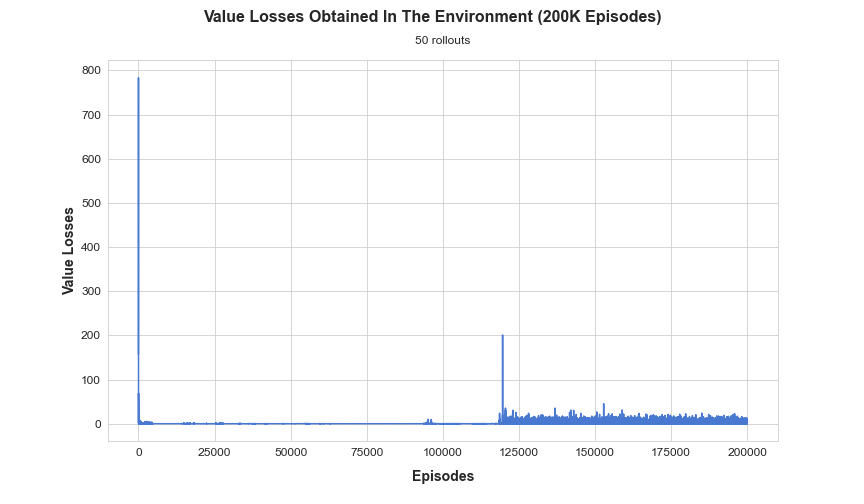 Value Losses Obtained In The Environment (200K Episodes)
50 rollouts
800
700
600
500
400
300
200
100
0
Value Losses
0 25000 50000 75000 100000 125000 150000 175000 200000
Episodes